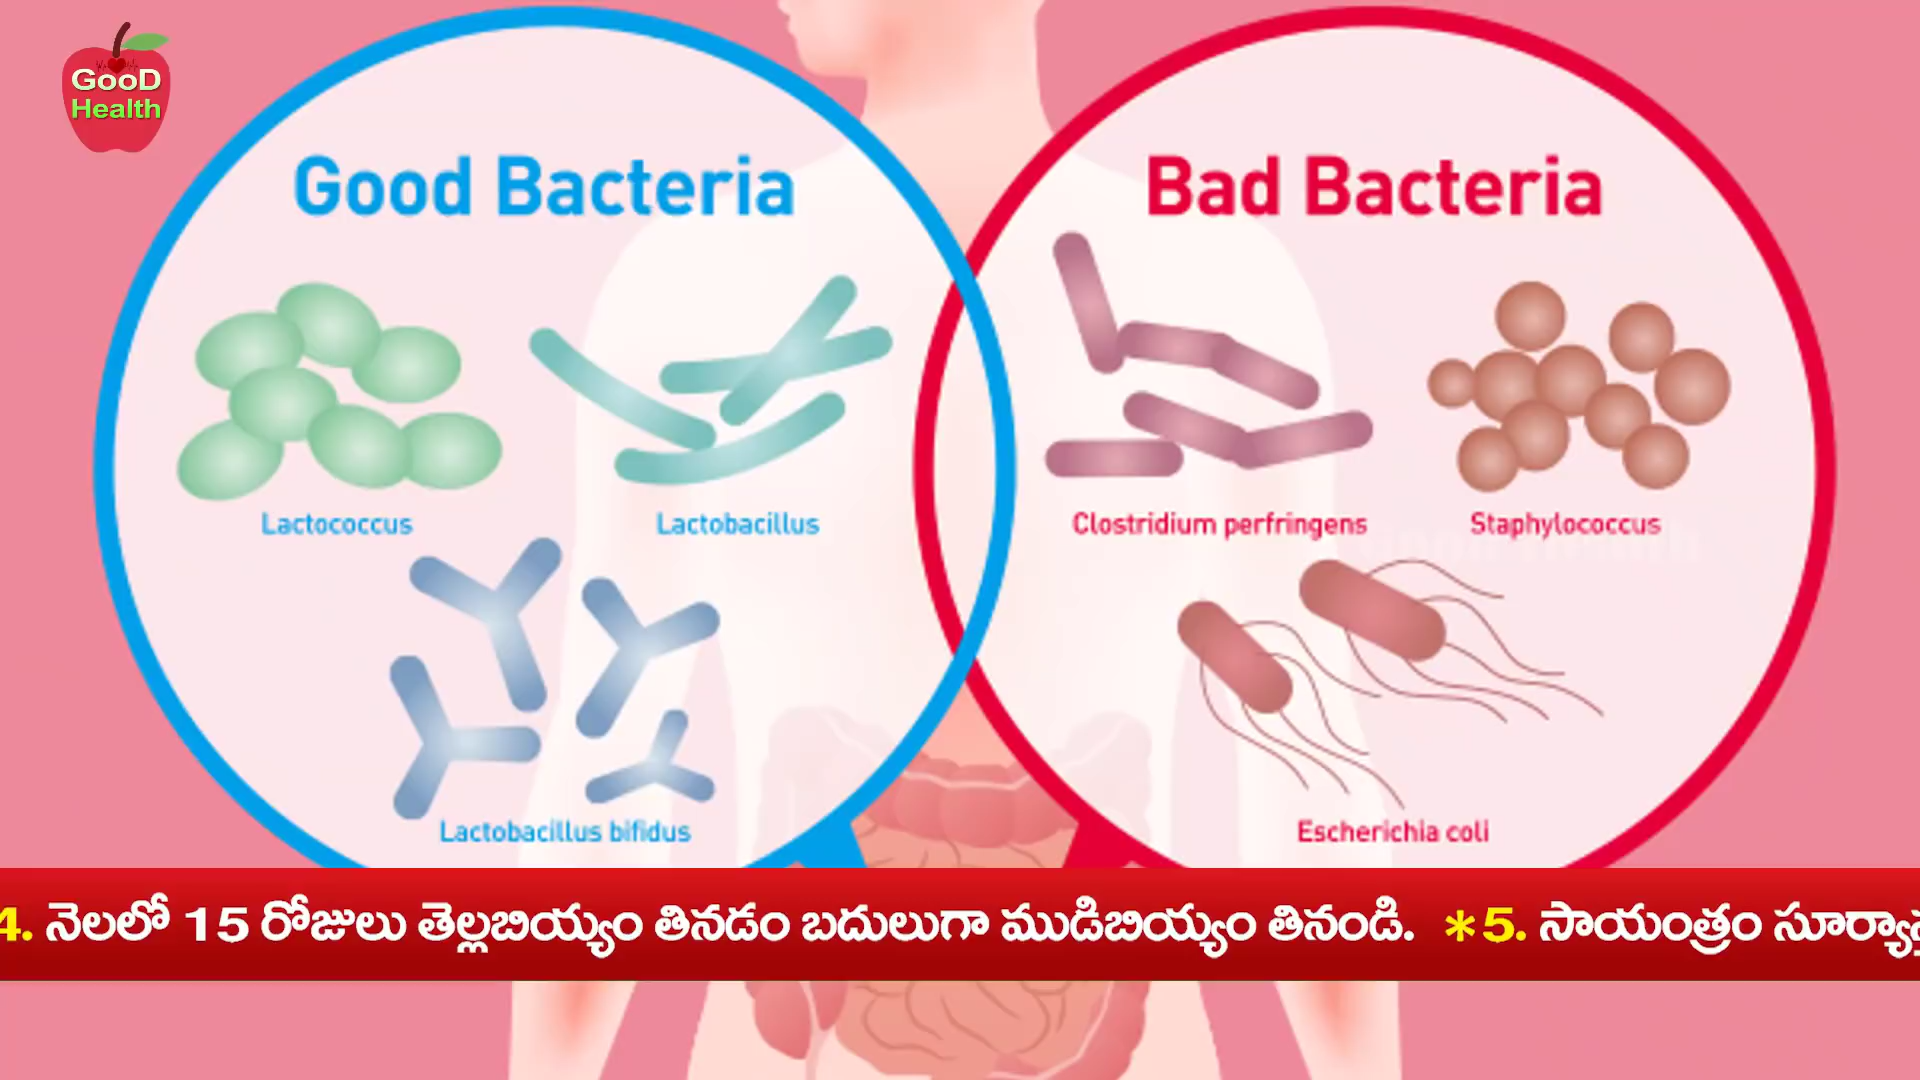 GooD
Health
Good Bacteria
Bad Bacteria
Lactococcus
Lactobacillus
Clostridium perfringens
Staphylococcus
Lactobacillus bifidus
Escherichia coli
4. నెలలో 15 రోజులు తెల్లబియ్యం తినడం బదులుగా ముడిబియ్యం తినండి. *5. సాయంత్రం